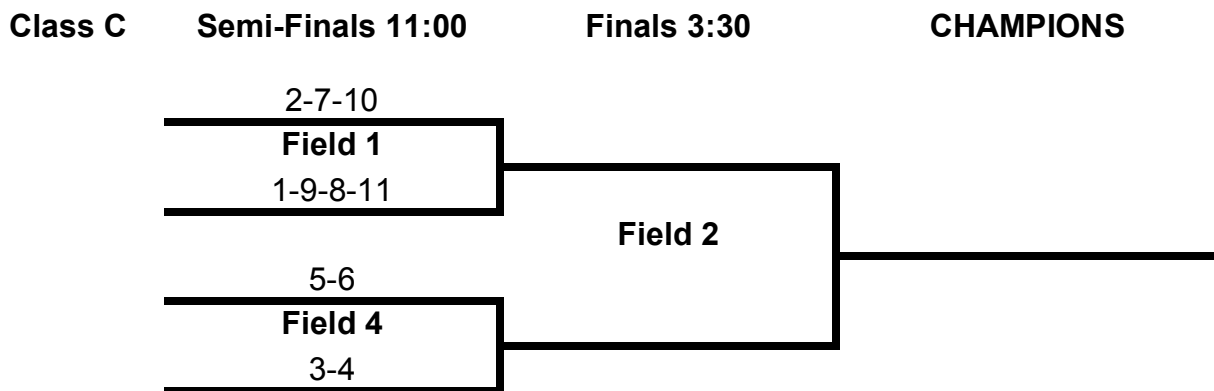 Class C Semi-Finals 11:00 Finals 3:30 CHAMPIONS
2-7-10
Field 1
1-9-8-11
Field 2
5-6
Field 4
3-4